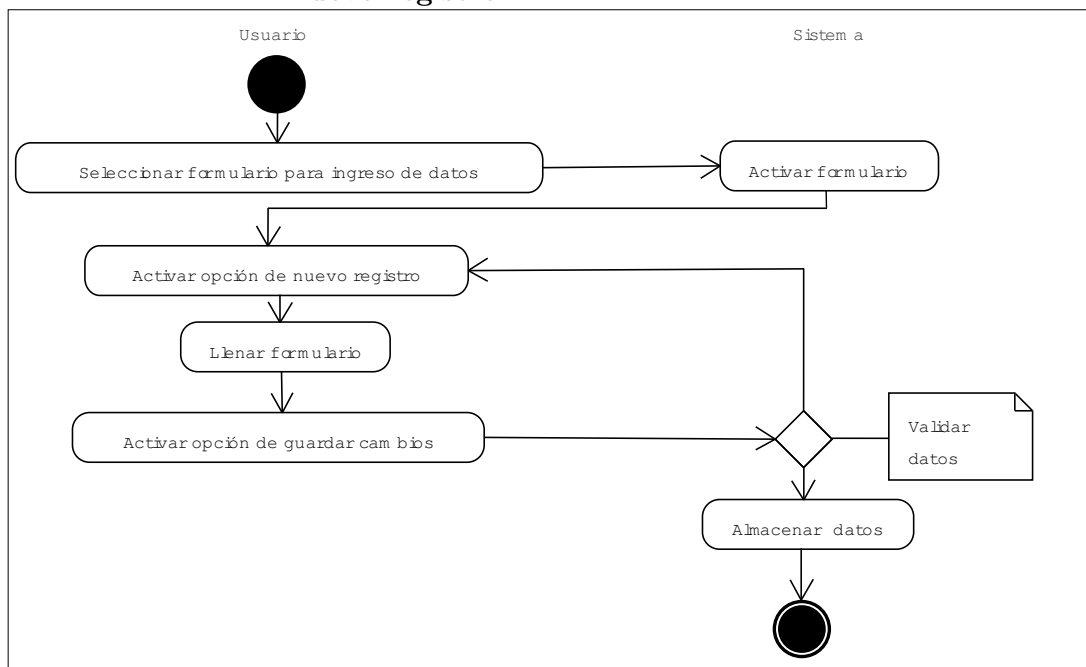 Usuario
Sistema
Seleccionar formulario para ingreso de datos
Activar formulario
Activar opción de nuevo registro
Llenar formulario
Activar opción de guardar cambios
Validar
datos
Almacenar datos